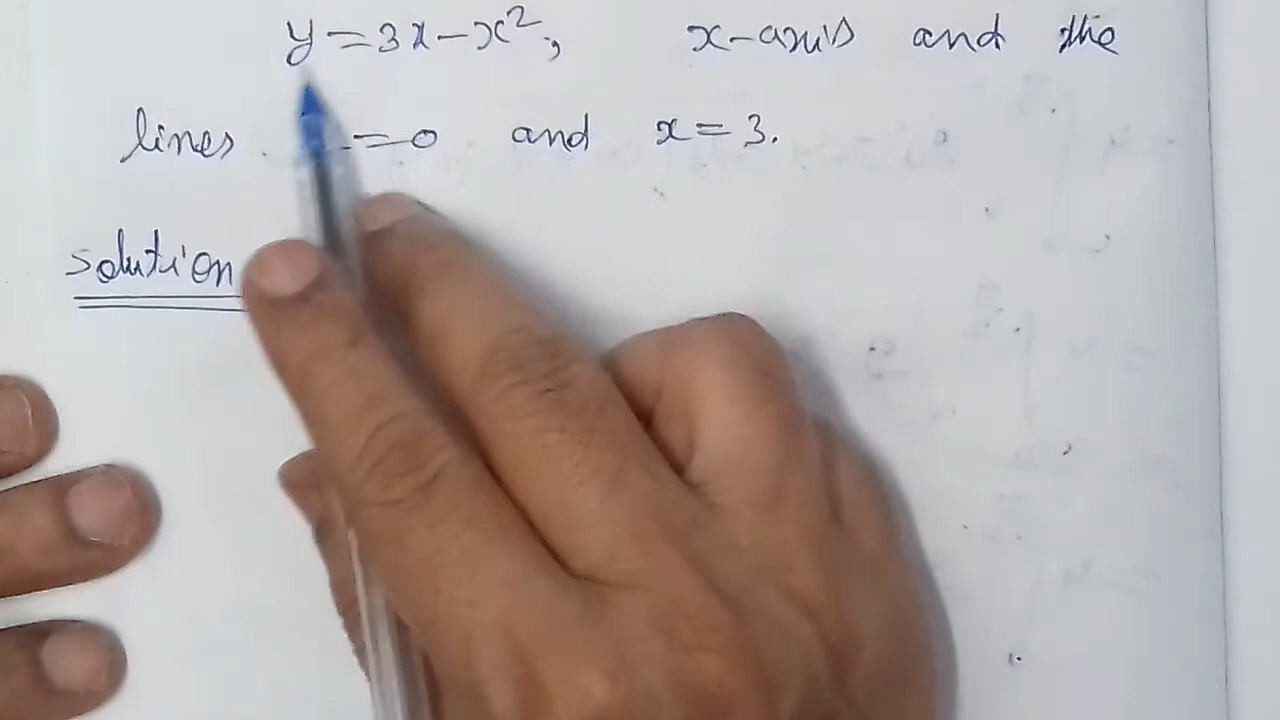 y=3x-x², x-axis and the
lines =0 and x=3.
Solution